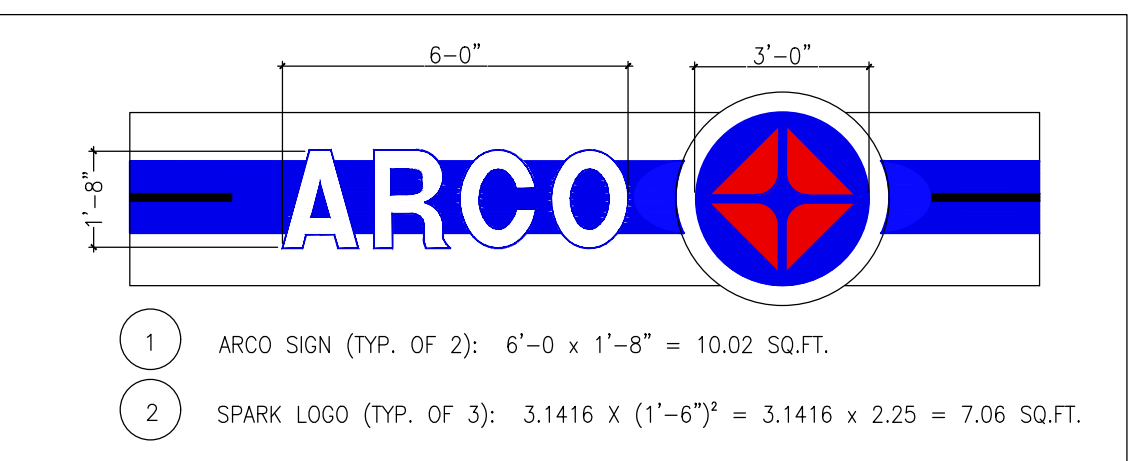 6-0" 3'-0"
1'-8"
ARCO
1 ARCO SIGN (TYP. OF 2): 6'-0 x 1'-8" = 10.02 SQ.FT.
2 SPARK LOGO (TYP. OF 3): 3.1416 X (1'-6")² = 3.1416 x 2.25 = 7.06 SQ.FT.